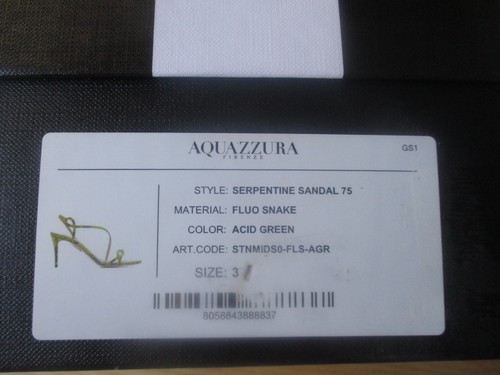 AQUAZZURA
FIRENZE
GS1
STYLE: SERPENTINE SANDAL 75
MATERIAL: FLUO SNAKE
COLOR: ACID GREEN
ART.CODE: STNMIDS0-FLS-AGR
SIZE: 3
8058843888837